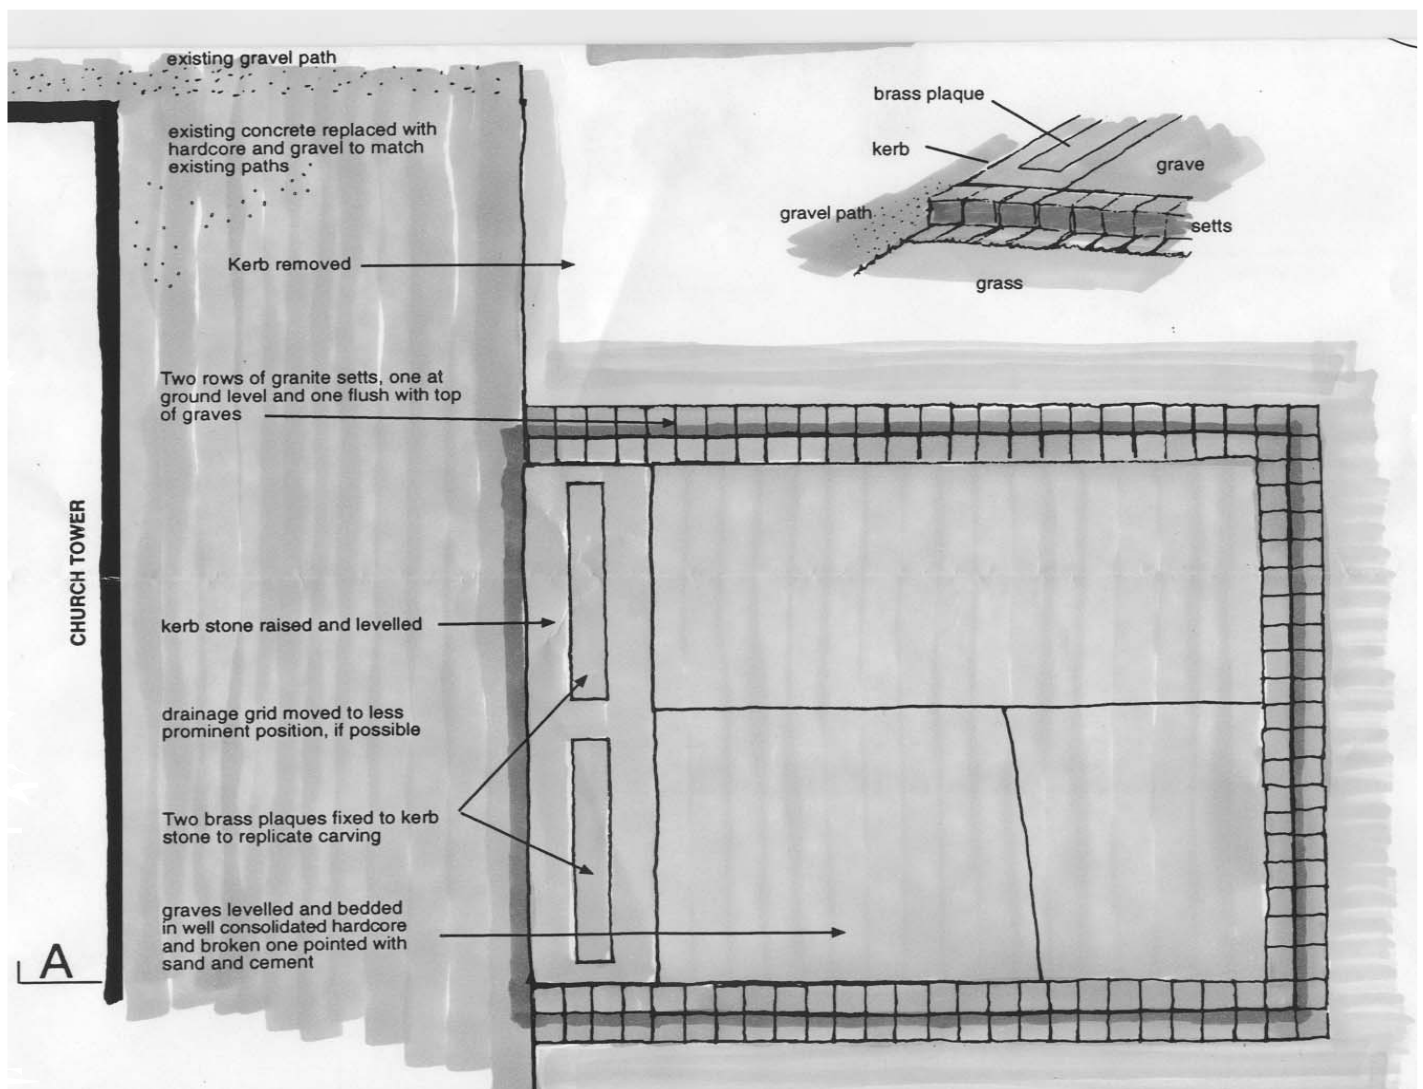 existing gravel path
existing concrete replaced with
hardcore and gravel to match
existing paths
Kerb removed
brass plaque
kerb
grave
gravel path
setts
grass
Two rows of granite setts, one at
ground level and one flush with top
of graves
CHURCH TOWER
kerb stone raised and levelled
drainage grid moved to less
prominent position, if possible
Two brass plaques fixed to kerb
stone to replicate carving
graves levelled and bedded
in well consolidated hardcore
and broken one pointed with
sand and cement
A